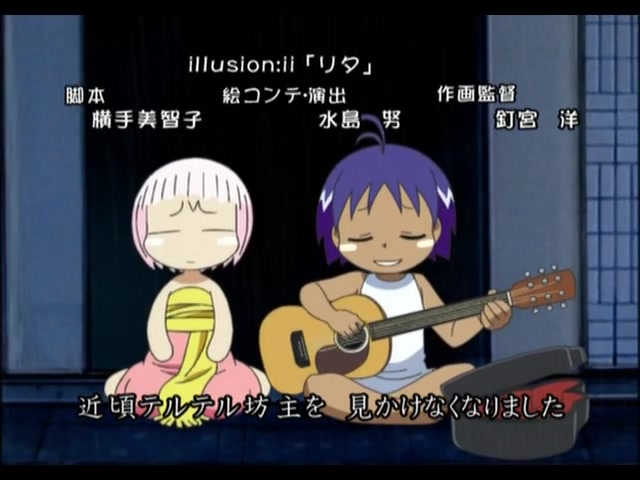 illusion:ii「リタ」
脚本 絵コンテ・演出 作画監督
横手美智子 水島 努 釘宮 洋
近頃テルテル坊主を 見かけなくなりました